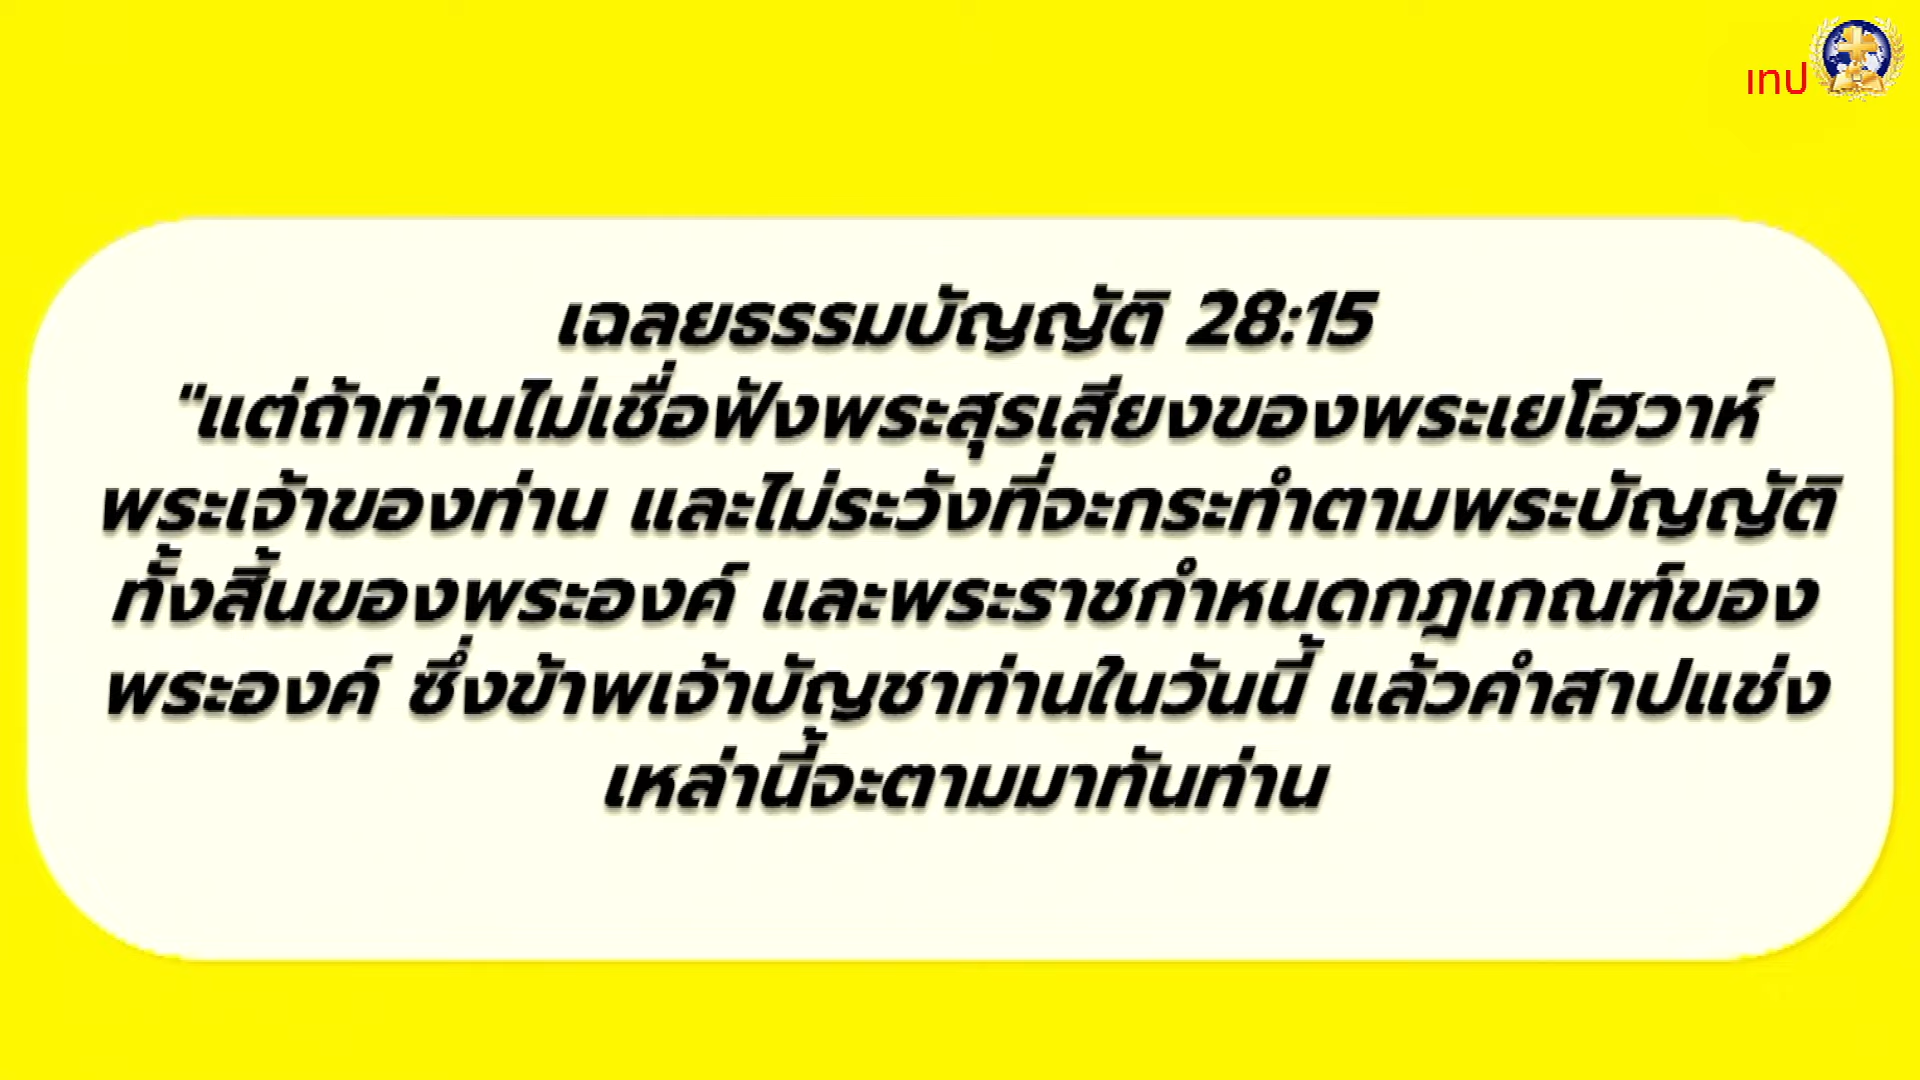 เทป
เฉลยธรรมบัญญัติ 28:15
"แต่ถ้าท่านไม่เชื่อฟังพระสุรเสียงของพระเยโฮวาห์
พระเจ้าของท่าน และไม่ระวังที่จะกระทำตามพระบัญญัติ
ทั้งสิ้นของพระองค์ และพระราชกำหนดกฎเกณฑ์ของ
พระองค์ ซึ่งข้าพเจ้าบัญชาท่านในวันนี้ แล้วคำสาปแช่ง
เหล่านี้จะตามมาทันท่าน